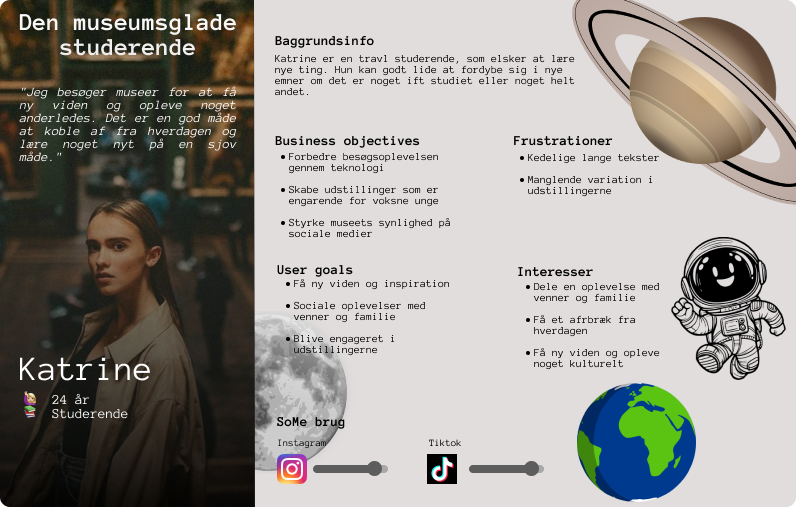 Den museumsglade
studerende
"Jeg besøger museer for at få
ny viden og opleve noget
anderledes. Det er en god måde
at koble af fra hverdagen og
lære noget nyt på en sjov
måde."
Katrine
24 år
Studerende
Baggrundsinfo
Katrine er en travl studerende, som elsker at lære
nye ting. Hun kan godt lide at fordybe sig i nye
emner om det er noget ift studiet eller noget helt
andet.
Business objectives
Forbedre besøgsoplevelsen
gennem teknologi
Skabe udstillinger som er
engarende for voksne unge
Styrke museets synlighed på
sociale medier
Frustrationer
Kedelige lange tekster
Manglende variation i
udstillingerne
User goals
Få ny viden og inspiration
Sociale oplevelser med
venner og familie
Blive engageret i
udstillingerne
Interesser
Dele en oplevelse med
venner og familie
Få et afrbræk fra
hverdagen
Få ny viden og opleve
noget kulturelt
SoMe brug
Instagram
Tiktok